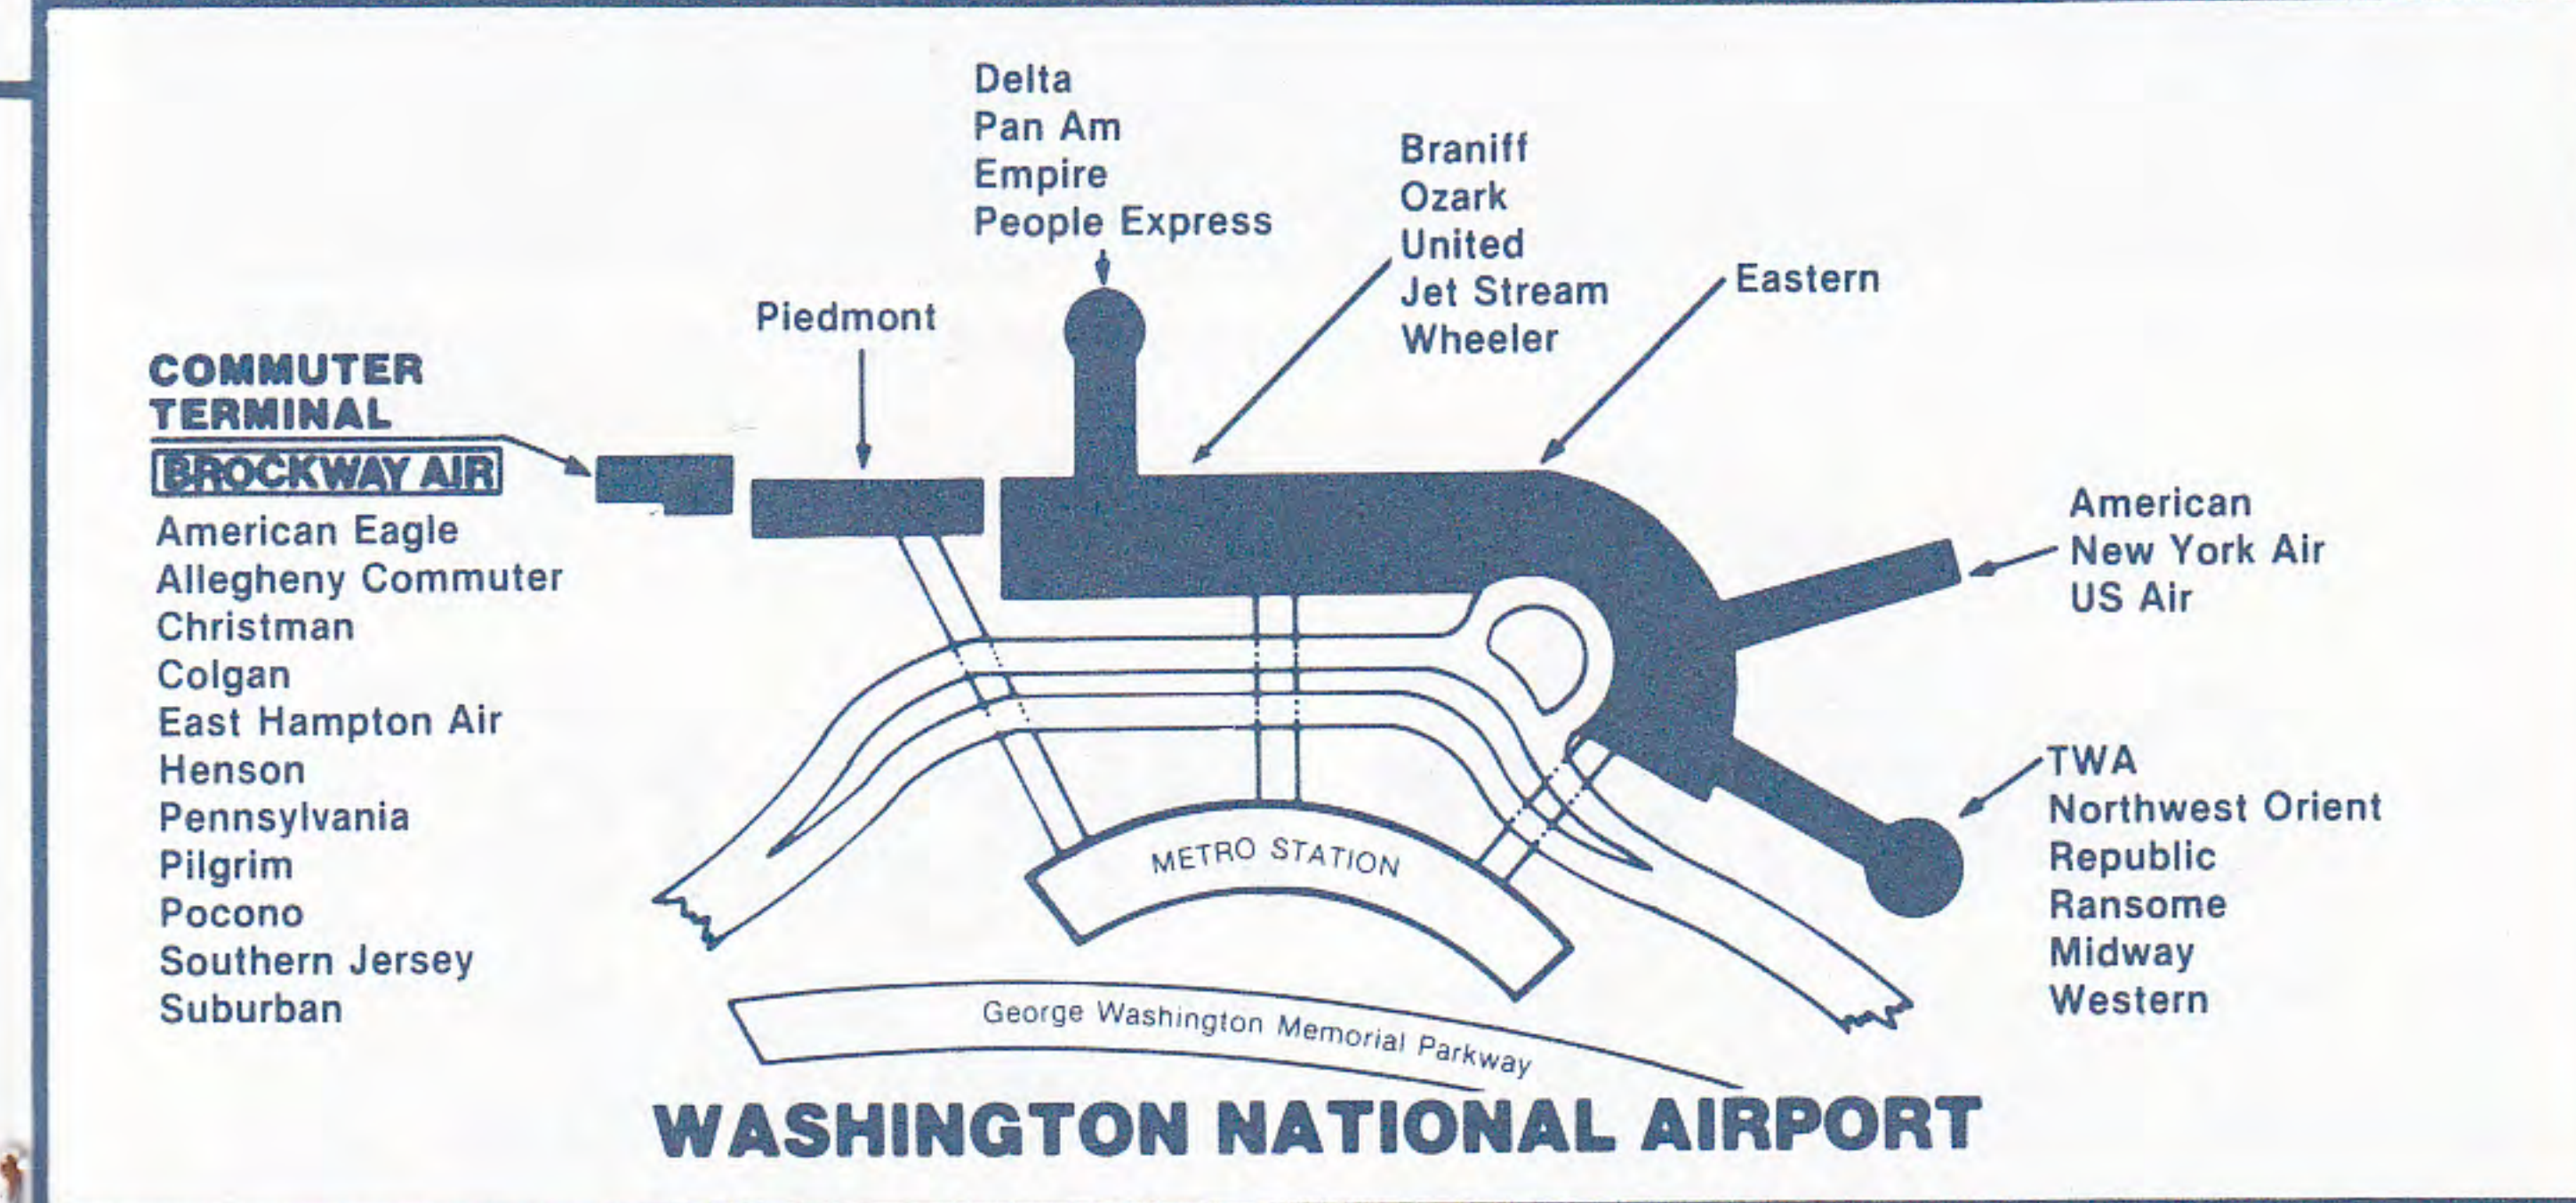 Delta
Pan Am
Empire
People Express
Braniff
Ozark
United
Jet Stream
Wheeler
Eastern
Piedmont
COMMUTER
TERMINAL
BROCKWAY AIR
American Eagle
Allegheny Commuter
Christman
Colgan
East Hampton Air
Henson
Pennsylvania
Pilgrim
Pocono
Southern Jersey
Suburban
American
New York Air
US Air
TWA
Northwest Orient
Republic
Ransome
Midway
Western
METRO STATION
George Washington Memorial Parkway
WASHINGTON NATIONAL AIRPORT